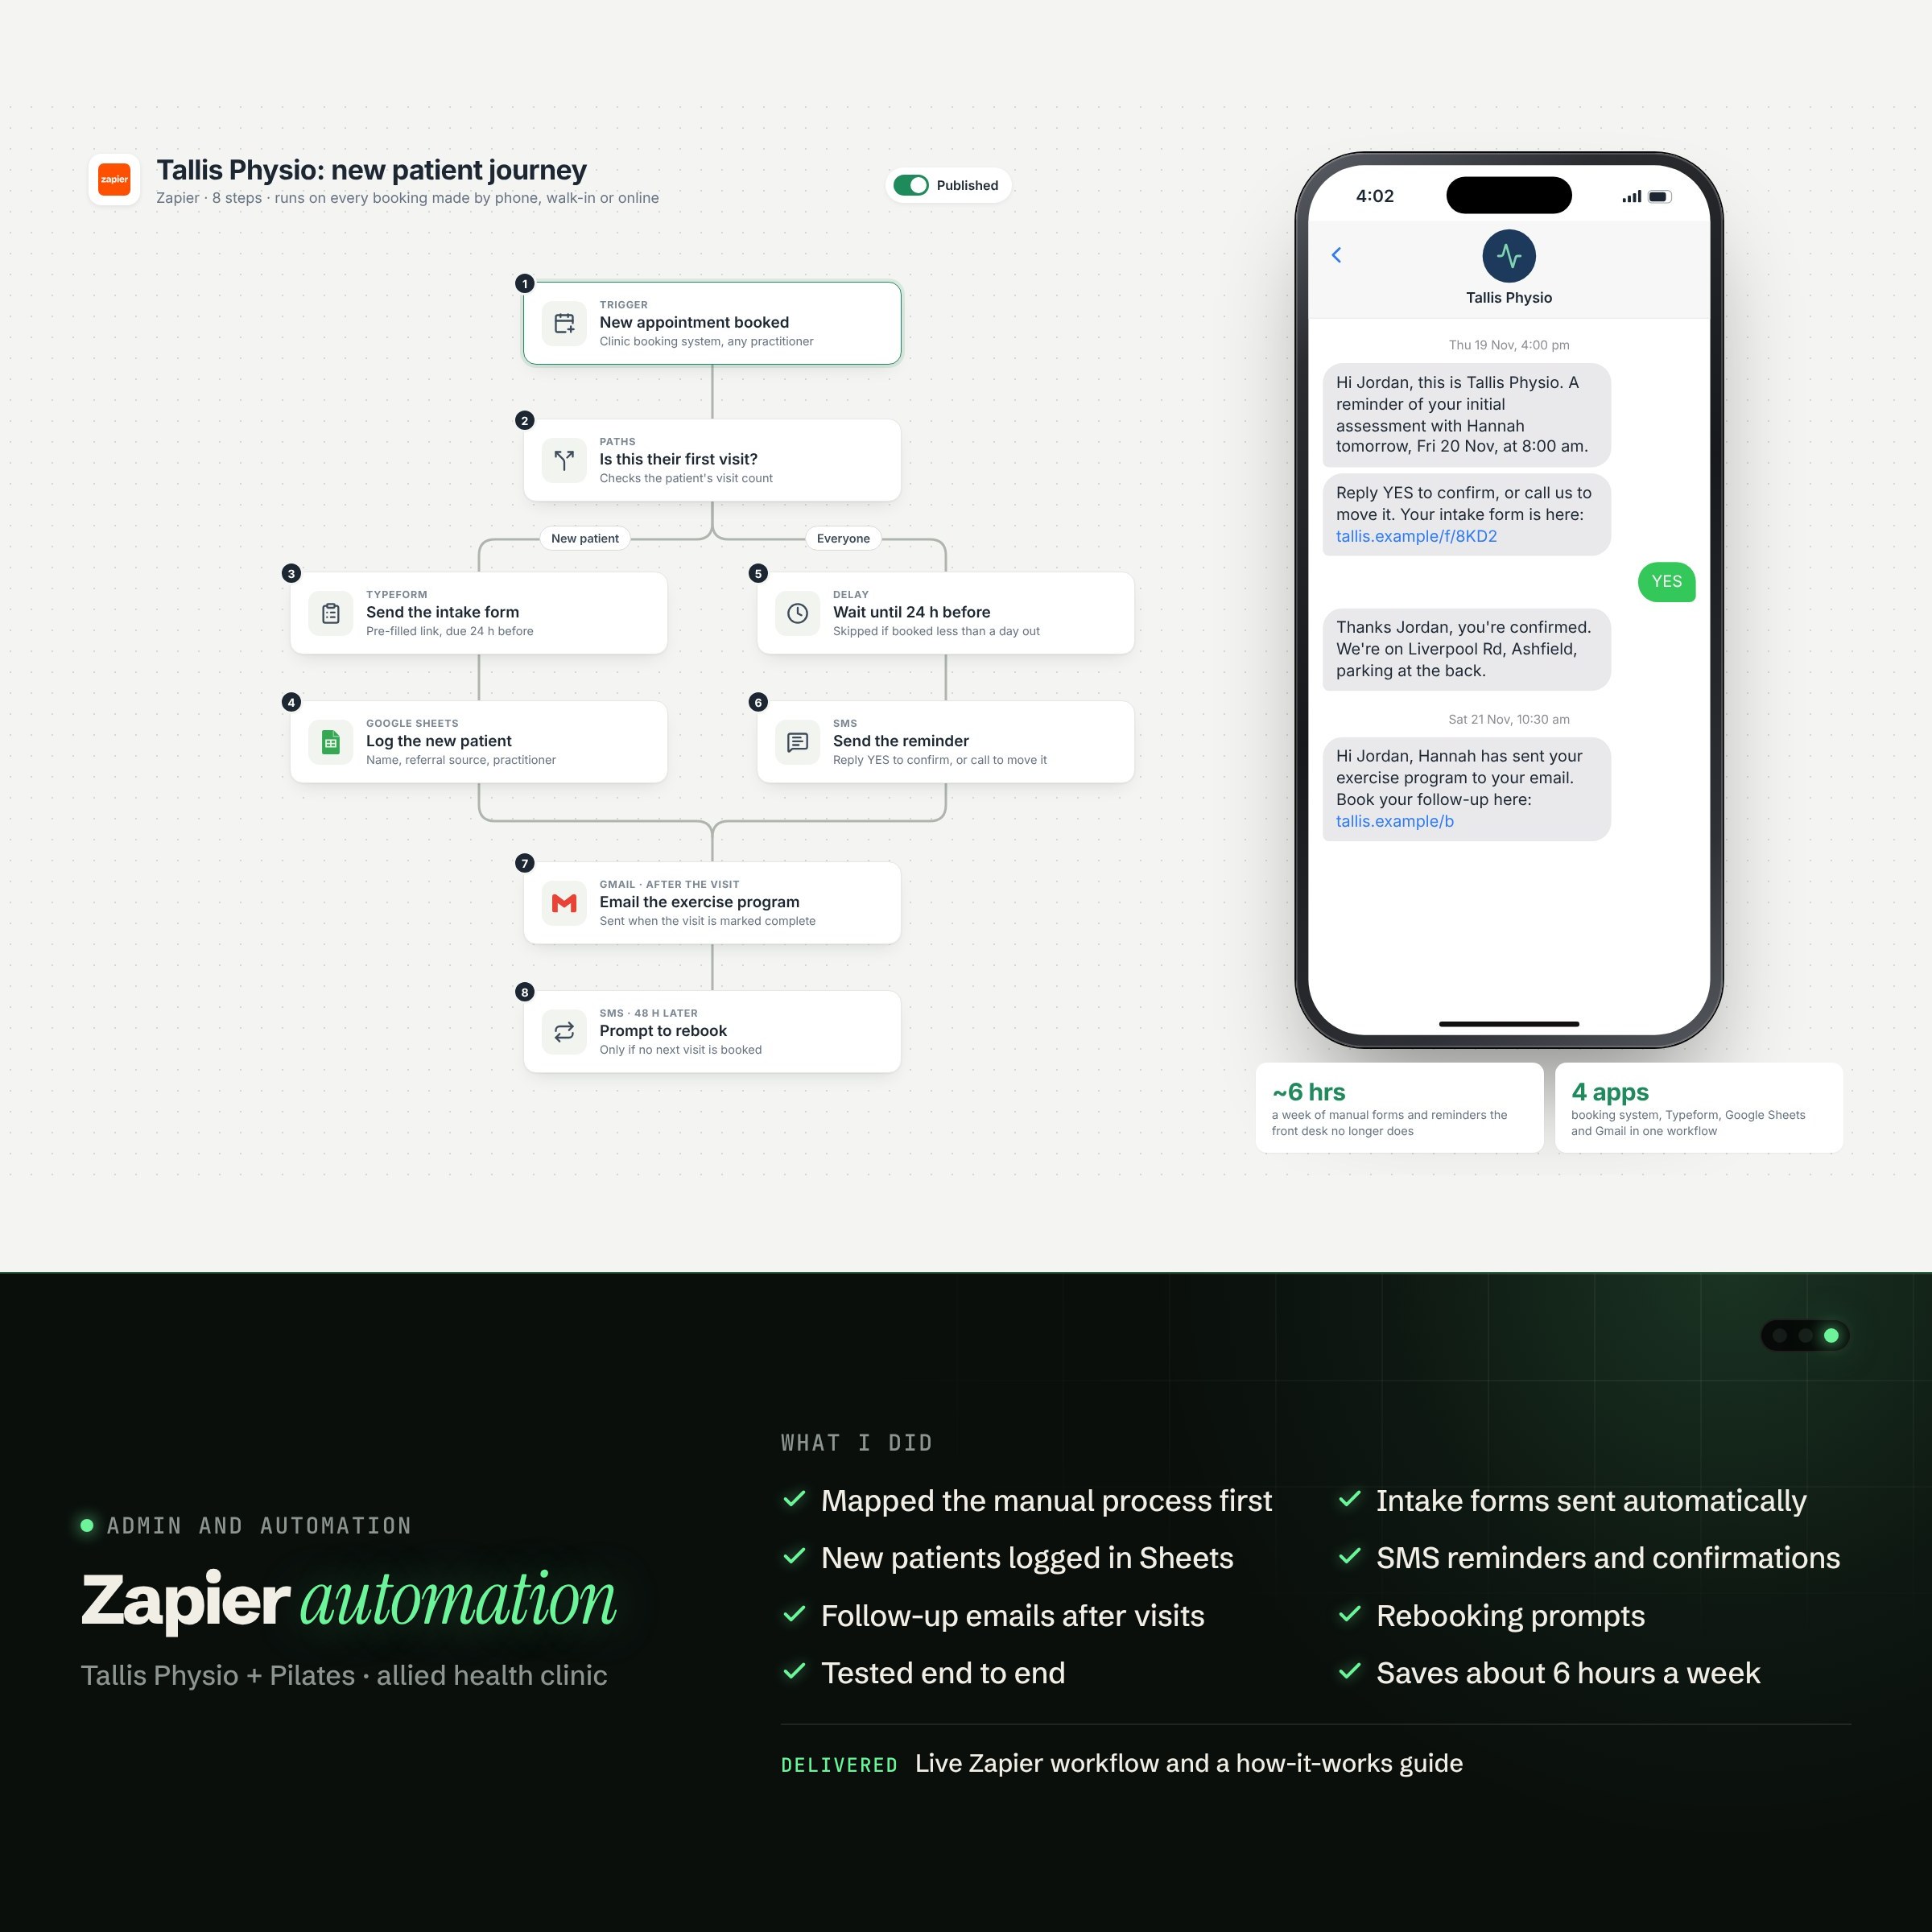 zapier
Tallis Physio: new patient journey
Zapier · 8 steps · runs on every booking made by phone, walk-in or online
Published
1
TRIGGER
New appointment booked
Clinic booking system, any practitioner
2
PATHS
Is this their first visit?
Checks the patient's visit count
New patient
Everyone
3
TYPEFORM
Send the intake form
Pre-filled link, due 24 h before
5
DELAY
Wait until 24 h before
Skipped if booked less than a day out
4
GOOGLE SHEETS
Log the new patient
Name, referral source, practitioner
6
SMS
Send the reminder
Reply YES to confirm, or call to move it
7
GMAIL · AFTER THE VISIT
Email the exercise program
Sent when the visit is marked complete
8
SMS · 48 H LATER
Prompt to rebook
Only if no next visit is booked
4:02
Tallis Physio
Thu 19 Nov, 4:00 pm
Hi Jordan, this is Tallis Physio. A
reminder of your initial
assessment with Hannah
tomorrow, Fri 20 Nov, at 8:00 am.
Reply YES to confirm, or call us to
move it. Your intake form is here:
tallis.example/f/8KD2
YES
Thanks Jordan, you're confirmed.
We're on Liverpool Rd, Ashfield,
parking at the back.
Sat 21 Nov, 10:30 am
Hi Jordan, Hannah has sent your
exercise program to your email.
Book your follow-up here:
tallis.example/b
~6 hrs
a week of manual forms and reminders the
front desk no longer does
4 apps
booking system, Typeform, Google Sheets
and Gmail in one workflow
ADMIN AND AUTOMATION
Zapier automation
Tallis Physio + Pilates · allied health clinic
WHAT I DID
Mapped the manual process first
Intake forms sent automatically
New patients logged in Sheets
SMS reminders and confirmations
Follow-up emails after visits
Rebooking prompts
Tested end to end
Saves about 6 hours a week
DELIVERED Live Zapier workflow and a how-it-works guide